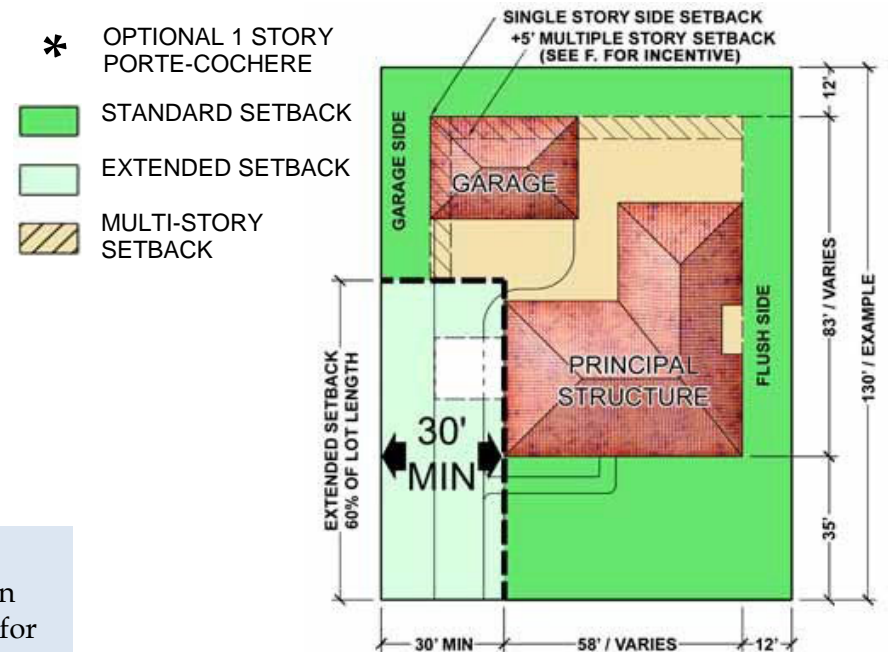 SINGLE STORY SIDE SETBACK
+5' MULTIPLE STORY SETBACK
(SEE F. FOR INCENTIVE)
* OPTIONAL 1 STORY
PORTE-COCHERE
STANDARD SETBACK
EXTENDED SETBACK
MULTI-STORY
SETBACK
GARAGE SIDE
GARAGE
12'
83' / VARIES
130' / EXAMPLE
FLUSH SIDE
PRINCIPAL
STRUCTURE
EXTENDED SETBACK
60% OF LOT LENGTH
30'
MIN
35'
30' MIN
58' / VARIES
12'
n
for